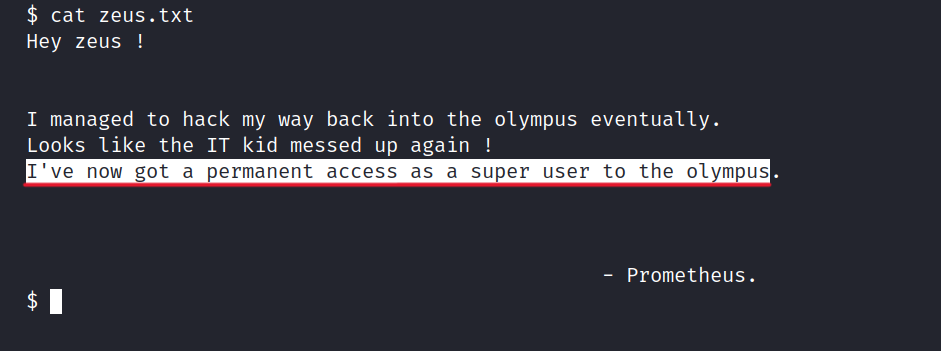 $ cat zeus.txt
Hey zeus !
I managed to hack my way back into the olympus eventually.
Looks like the IT kid messed up again !
I've now got a permanent access as a super user to the olympus.
- Prometheus.
$